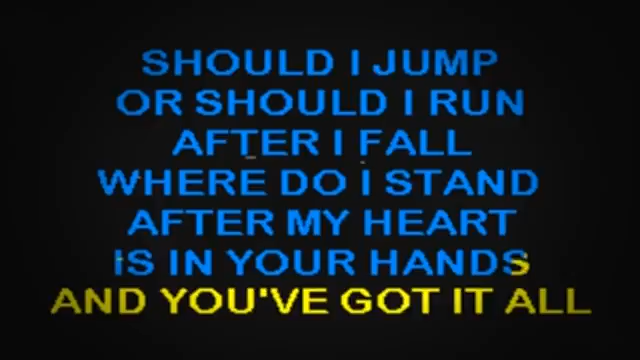 SHOULD I JUMP
OR SHOULD I RUN
AFTER I FALL
WHERE DO I STAND
AFTER MY HEART
IS IN YOUR HANDS
AND YOU'VE GOT IT ALL